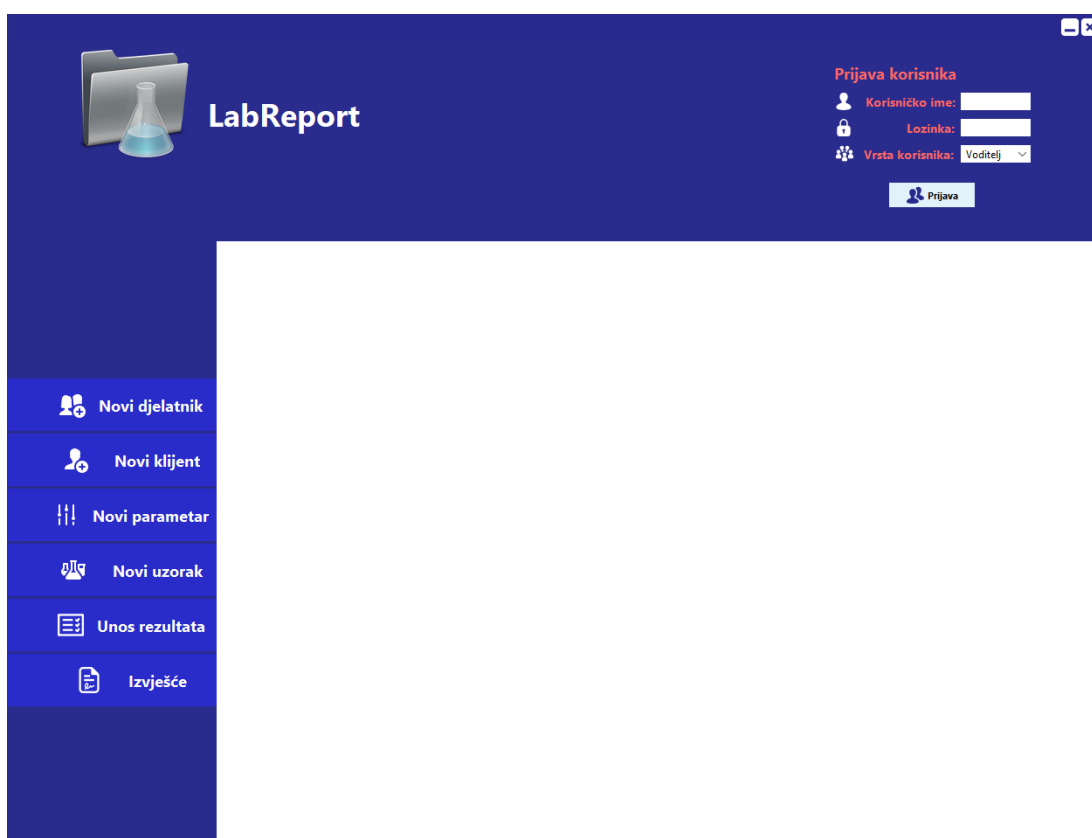 LabReport
Prijava korisnika
Korisničko ime:
Lozinka:
Vrsta korisnika: Voditelj
Prijava
Novi djelatnik
Novi klijent
Novi parametar
Novi uzorak
Unos rezultata
Izvješće